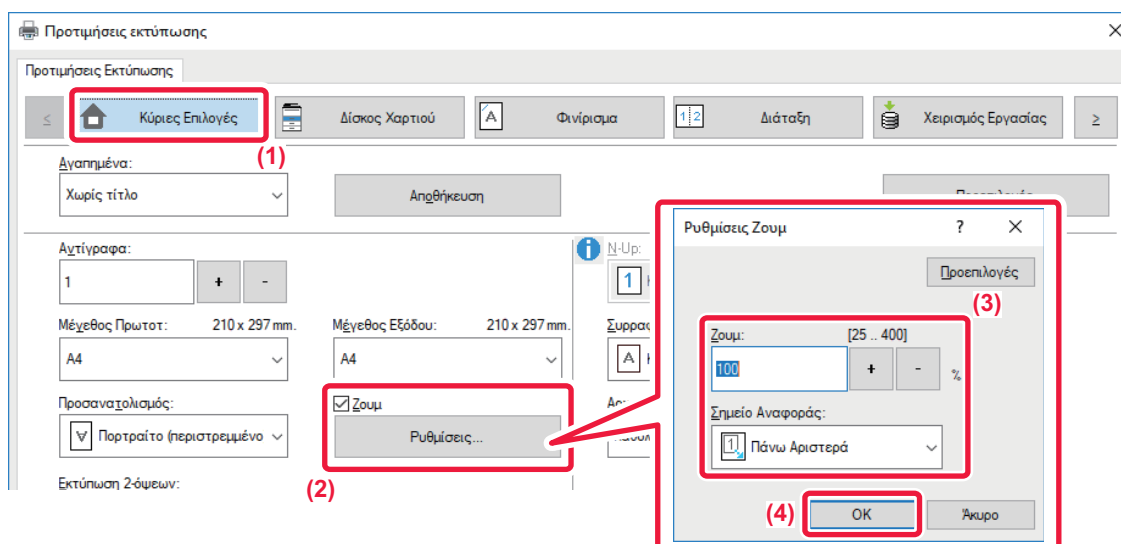 Προτιμήσεις εκτύπωσης
Προτιμήσεις Εκτύπωσης
< Κύριες Επιλογές Δίσκος Χαρτιού Φινίρισμα Διάταξη Χειρισμός Εργασίας >
(1)
Αγαπημένα:
Χωρίς τίτλο Αποθήκευση
Αντίγραφα: N-Up:
1 + - 1
Μέγεθος Πρωτοτ: 210 x 297 mm. Μέγεθος Εξόδου: 210 x 297 mm.
A4 A4
Προσανατολισμός: Ζουμ
Πορτραίτο (περιστρεμμένο Ρυθμίσεις...
(2)
Εκτύπωση 2-όψεων:
Ρυθμίσεις Ζουμ ?
Προεπιλογές
(3)
Ζουμ: [25 .. 400]
100 + - %
Σημείο Αναφοράς:
1 Πάνω Αριστερά
(4) OK Άκυρο